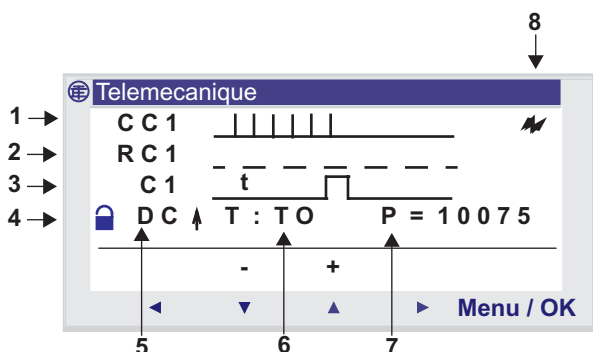 8
Telemecanique
1 CC1
2 RC1
3 C1 t
4 DC T : TO P = 10075
- +
Menu / OK
5 6 7